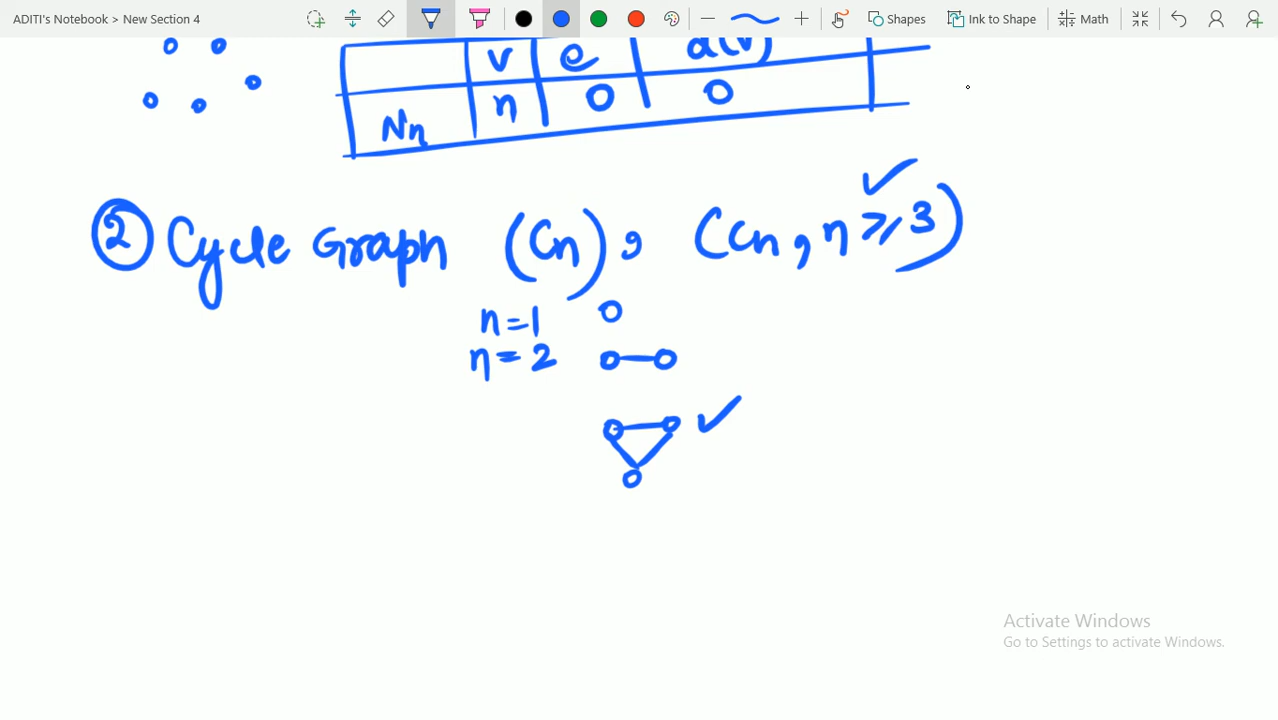 ADITI's Notebook > New Section 4
Shapes
Ink to Shape
Math
v e d(v)
Nn n 0 0
② Cycle Graph (Cn), (Cn, n ⩾ 3)
n = 1
n = 2
Activate Windows
Go to Settings to activate Windows.